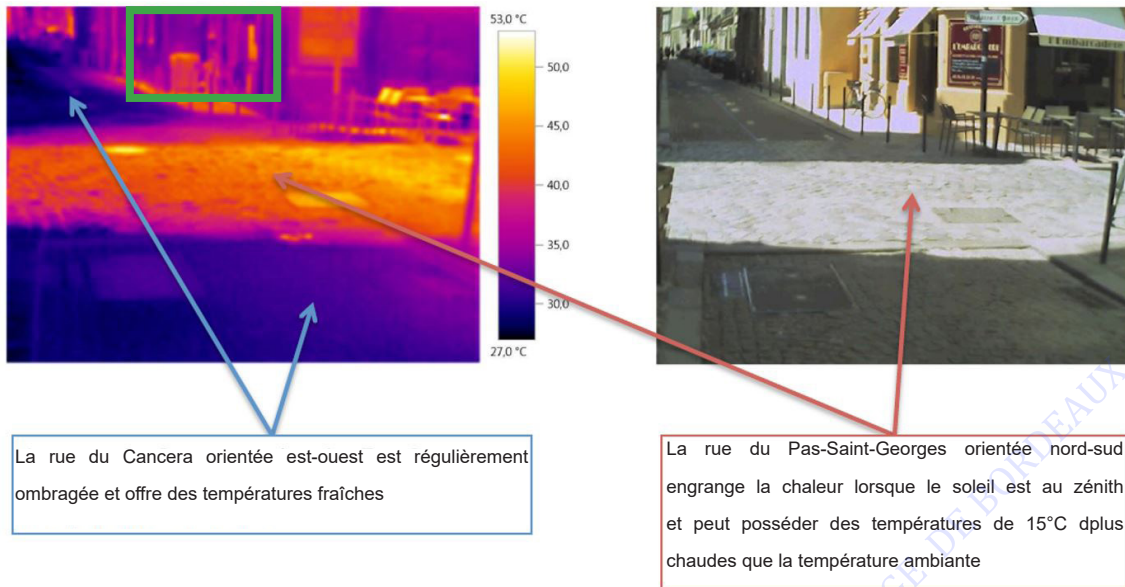 53,0 °C
50,0
45,0
40,0
35,0
30,0
27,0 °C
L'Embarcadère
La rue du Cancera orientée est-ouest est régulièrement
ombragée et offre des températures fraîches
La rue du Pas-Saint-Georges orientée nord-sud
engrange la chaleur lorsque le soleil est au zénith
et peut posséder des températures de 15°C dplus
chaudes que la température ambiante
GE DE BORDEAUX